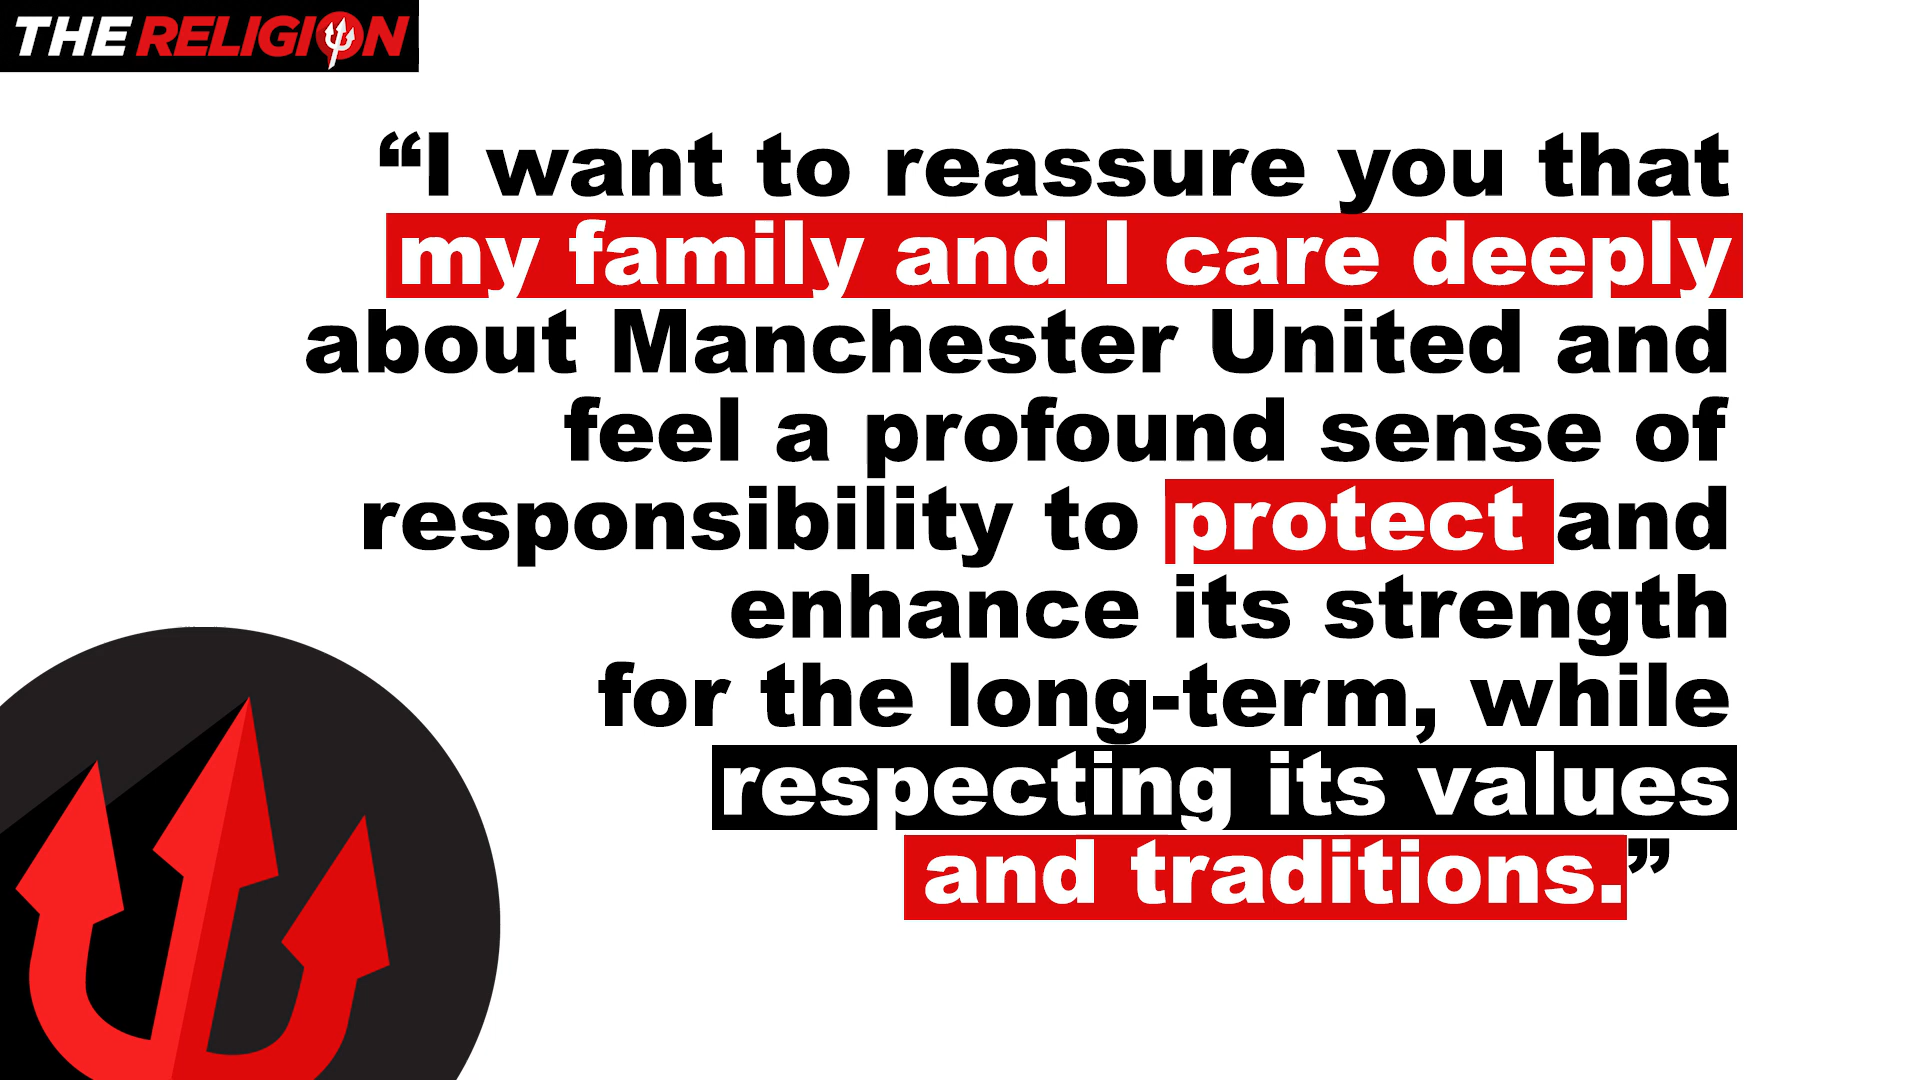 THE RELIGION
“I want to reassure you that
my family and I care deeply
about Manchester United and
feel a profound sense of
responsibility to protect and
enhance its strength
for the long-term, while
respecting its values
and traditions.”